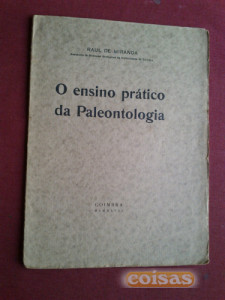 RAUL DE MIRANDA
O ensino prático
da Paleontologia
COIMBRA
coisas